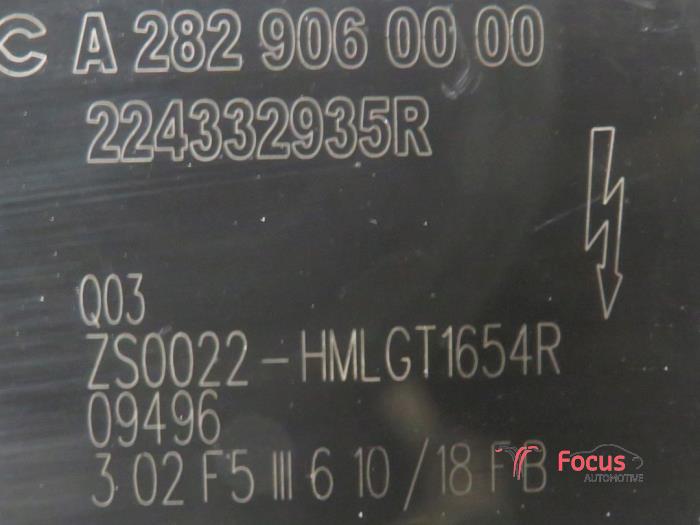 C A 282 906 00 00
224332935R
Q03
ZS0022-HMLGT1654R
09496
3 02 F5 III 6 10/18 FB
Focus
AUTOMOTIVE